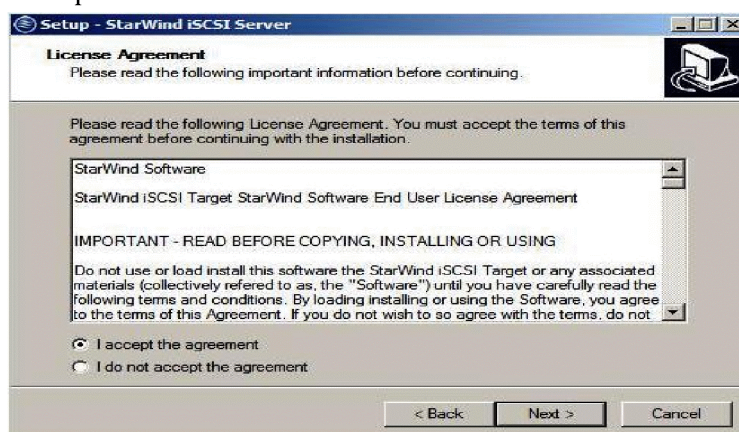 Setup - StarWind iSCSI Server
License Agreement
Please read the following important information before continuing.
Please read the following License Agreement. You must accept the terms of this
agreement before continuing with the installation.
StarWind Software
StarWind iSCSI Target StarWind Software End User License Agreement
IMPORTANT - READ BEFORE COPYING, INSTALLING OR USING
Do not use or load install this software the StarWind iSCSI Target or any associated
materials (collectively refered to as, the "Software") until you have carefully read the
following terms and conditions. By loading installing or using the Software, you agree
to the terms of this Agreement. If you do not wish to so agree with the terms, do not
I accept the agreement
I do not accept the agreement
< Back
Next >
Cancel